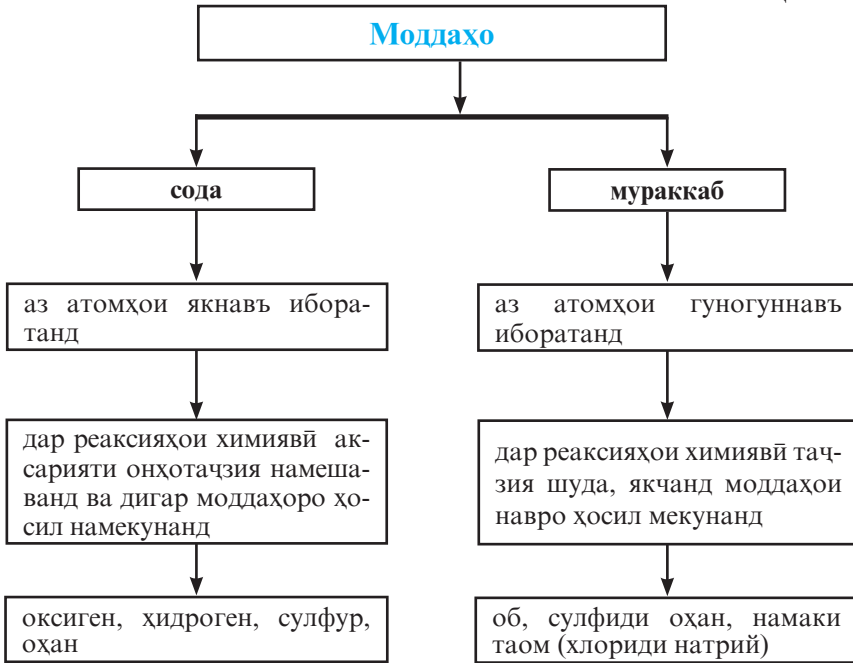 Моддаҳо
сода
мураккаб
аз атомҳои якнавъ ибора-
танд
аз атомҳои гуногуннавъ
иборатанд
дар реаксияҳои химиявӣ ак-
сарияти онҳотаҷзия намеша-
ванд ва дигар моддаҳоро ҳо-
сил намекунанд
дар реаксияҳои химиявӣ таҷ-
зия шуда, якчанд моддаҳои
навро ҳосил мекунанд
оксиген, ҳидроген, сулфур,
оҳан
об, сулфиди оҳан, намаки
таом (хлориди натрий)